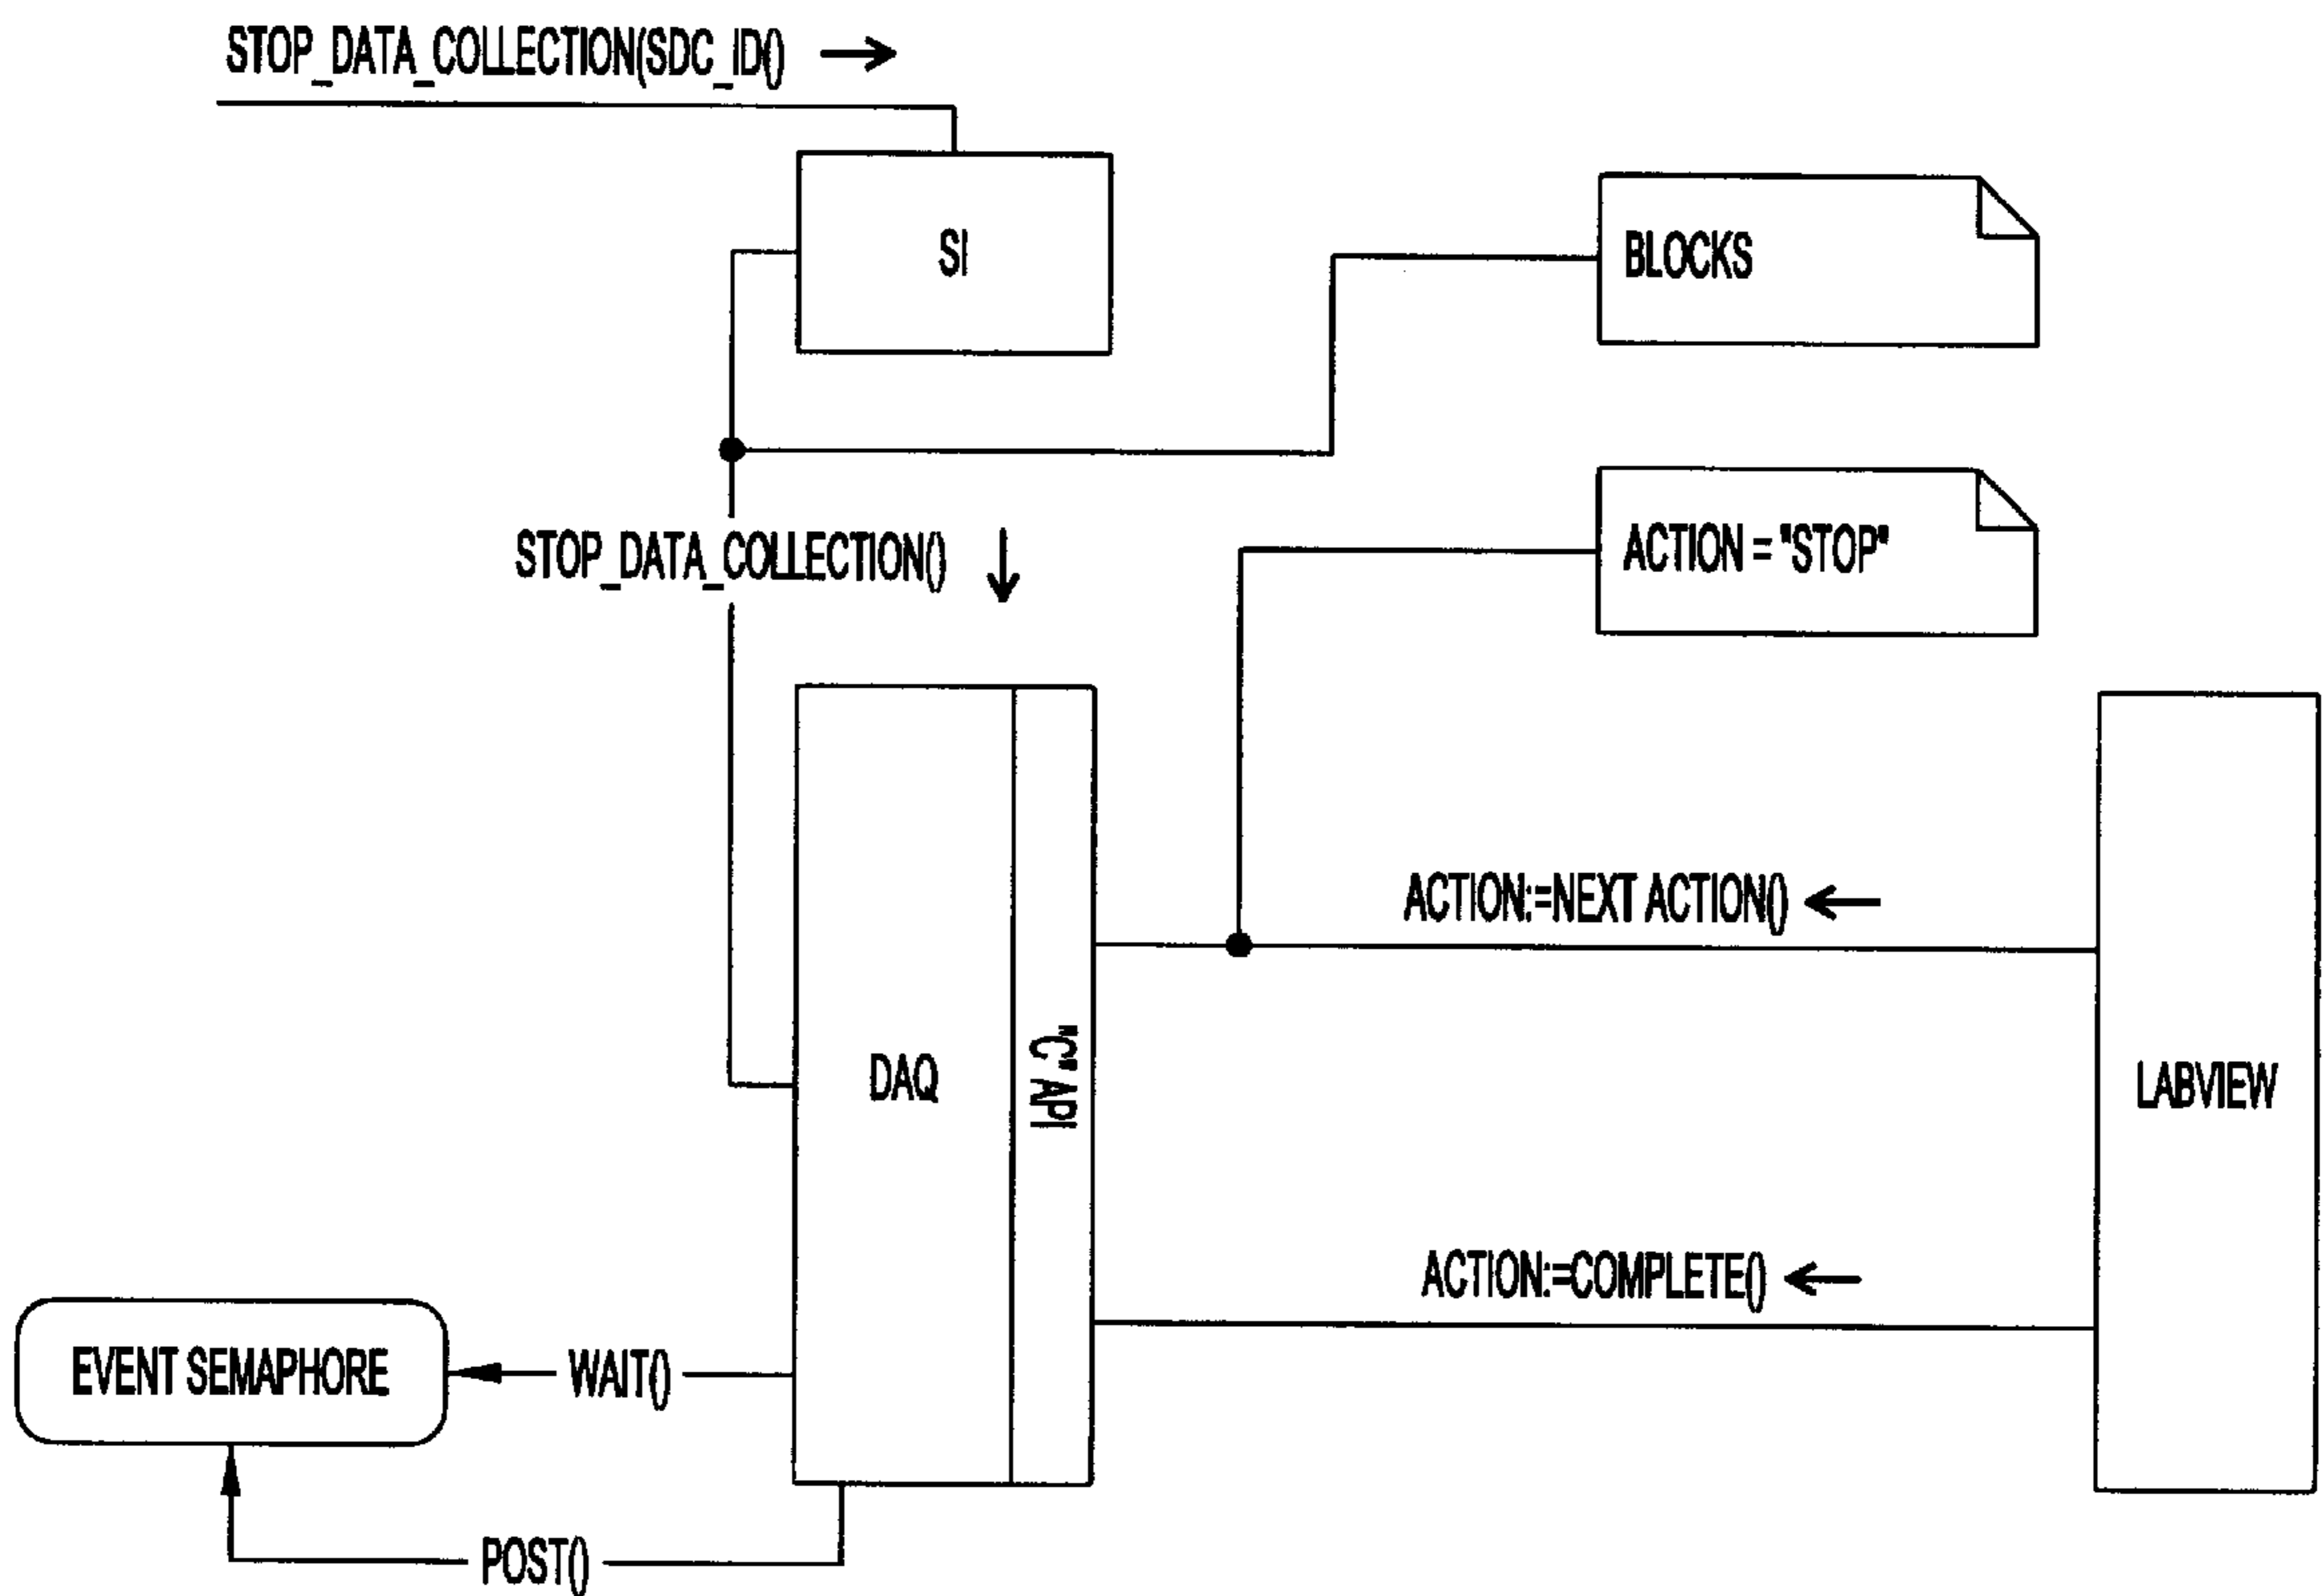 STOP_DATA_COLLECTION(SDC_ID()
SI
BLOCKS
STOP_DATA_COLLECTION()
ACTION = "STOP"
ACTION:=NEXT ACTION()
DAQ
"C" API
LABVIEW
ACTION:=COMPLETE()
EVENT SEMAPHORE
WAIT()
POST()